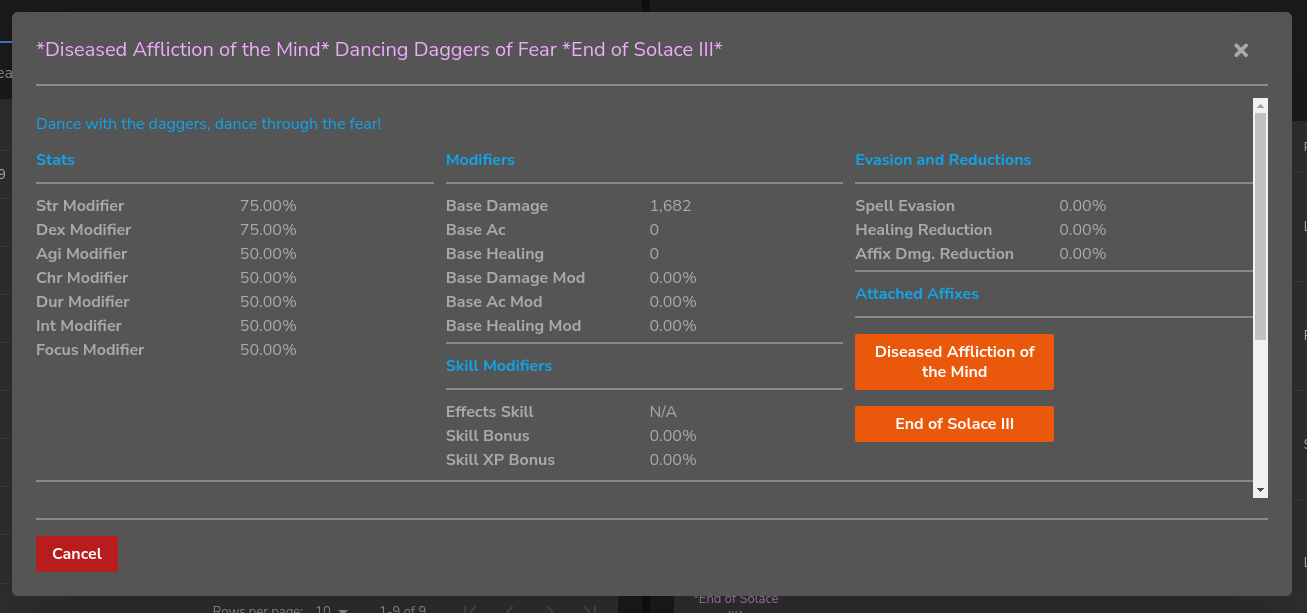 *Diseased Affliction of the Mind* Dancing Daggers of Fear *End of Solace III*
Dance with the daggers, dance through the fear!
Stats
Str Modifier 75.00%
Dex Modifier 75.00%
Agi Modifier 50.00%
Chr Modifier 50.00%
Dur Modifier 50.00%
Int Modifier 50.00%
Focus Modifier 50.00%
Modifiers
Base Damage 1,682
Base Ac 0
Base Healing 0
Base Damage Mod 0.00%
Base Ac Mod 0.00%
Base Healing Mod 0.00%
Skill Modifiers
Effects Skill N/A
Skill Bonus 0.00%
Skill XP Bonus 0.00%
Evasion and Reductions
Spell Evasion 0.00%
Healing Reduction 0.00%
Affix Dmg. Reduction 0.00%
Attached Affixes
Diseased Affliction of
the Mind
End of Solace III
Cancel
Rows per page: 10 1-9 of 9
*End of Solace